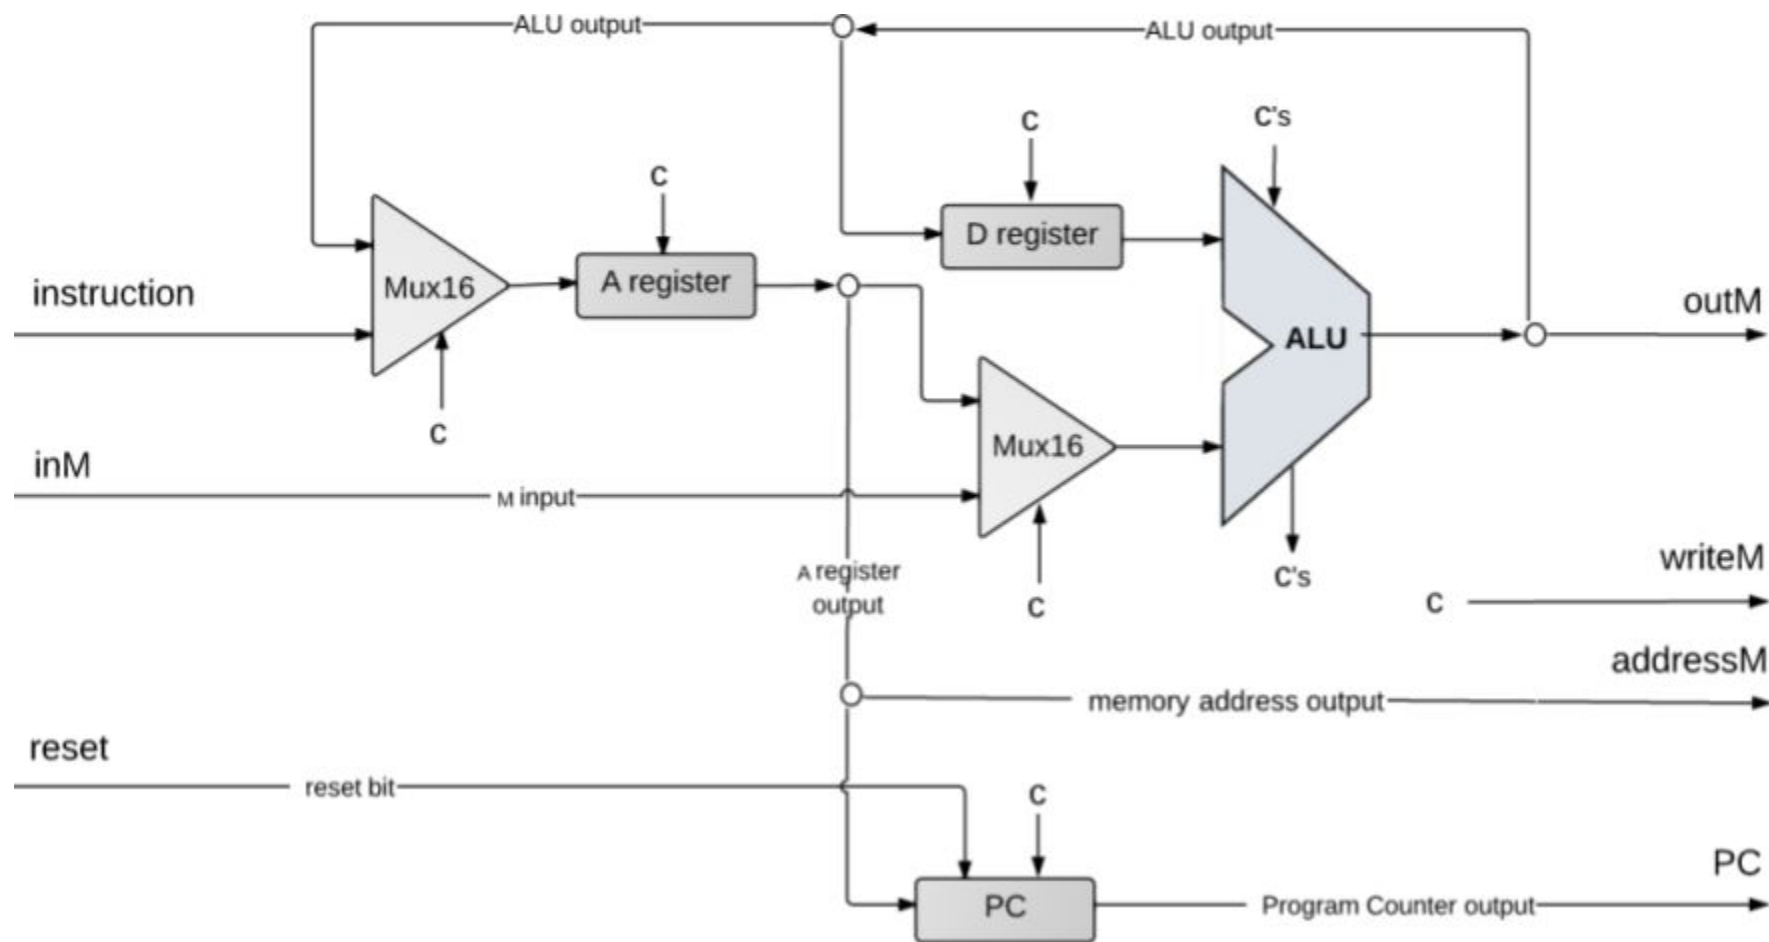 ALU output
ALU output
C
C's
C
D register
Mux16
A register
instruction
ALU
outM
C
Mux16
inM
M input
A register
output
C
C's
writeM
C
addressM
memory address output
reset
reset bit
C
PC
PC
Program Counter output